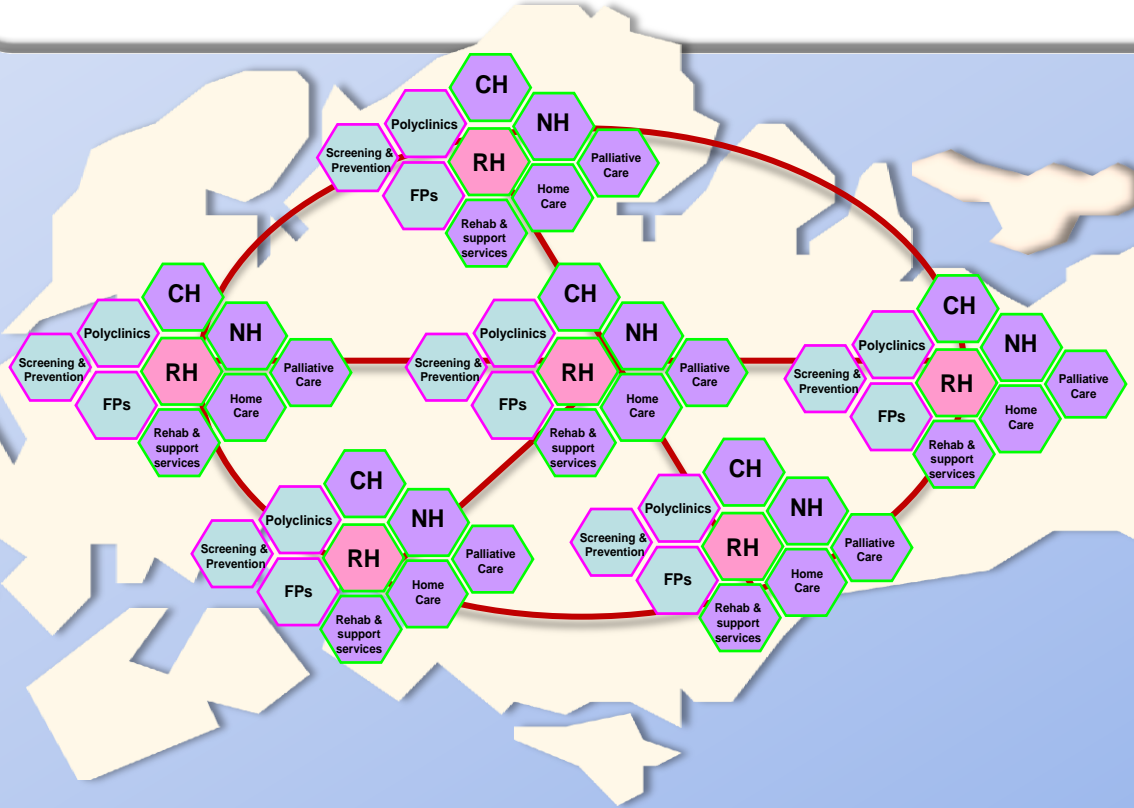 CH
Polyclinics
NH
Screening &
Prevention
RH
Palliative
Care
FPs
Home
Care
Rehab &
support
services
CH
Polyclinics
NH
Screening &
Prevention
RH
Palliative
Care
FPs
Home
Care
Rehab &
support
services
CH
Polyclinics
NH
Screening &
Prevention
RH
Palliative
Care
FPs
Home
Care
Rehab &
support
services
CH
Polyclinics
NH
Screening &
Prevention
RH
Palliative
Care
FPs
Home
Care
Rehab &
support
services
CH
Polyclinics
NH
Screening &
Prevention
RH
Palliative
Care
FPs
Home
Care
Rehab &
support
services
CH
Polyclinics
NH
Screening &
Prevention
RH
Palliative
Care
FPs
Home
Care
Rehab &
support
services